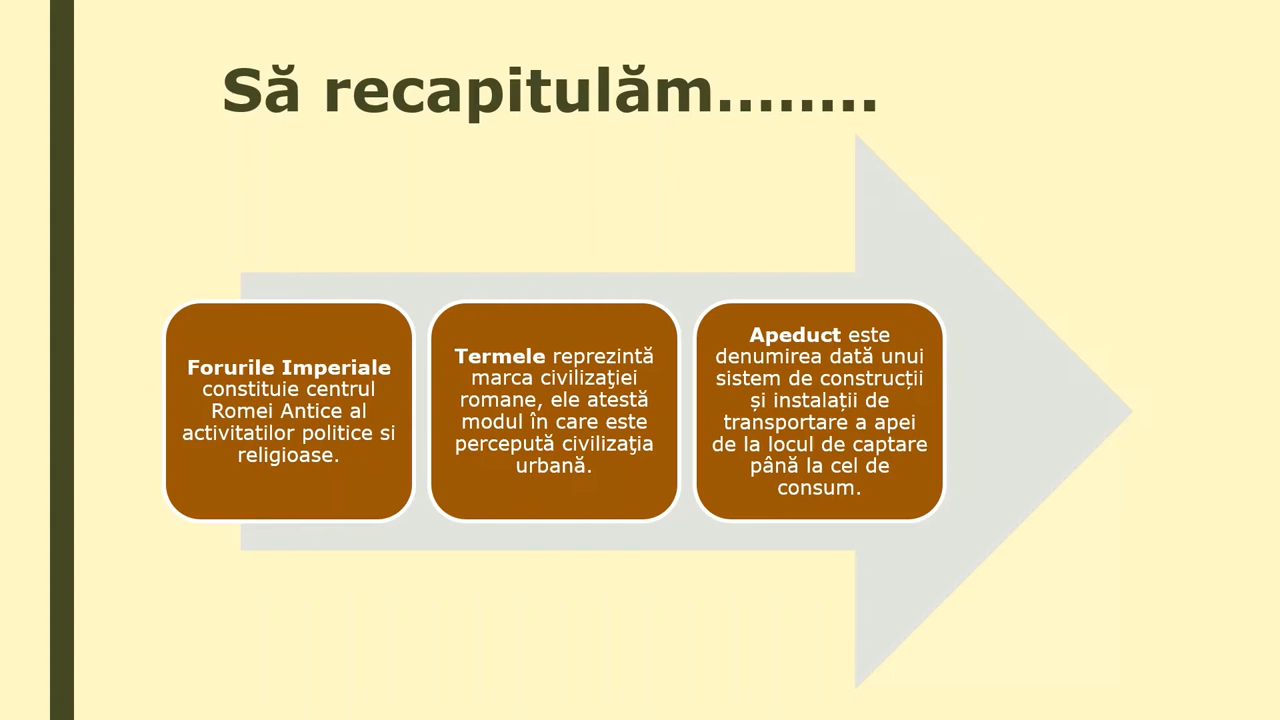 Să recapitulăm........
Forurile Imperiale
constituie centrul
Romei Antice al
activitatilor politice si
religioase.
Termele reprezintă
marca civilizaţiei
romane, ele atestă
modul în care este
percepută civilizaţia
urbană.
Apeduct este
denumirea dată unui
sistem de construcții
și instalații de
transportare a apei
de la locul de captare
până la cel de
consum.